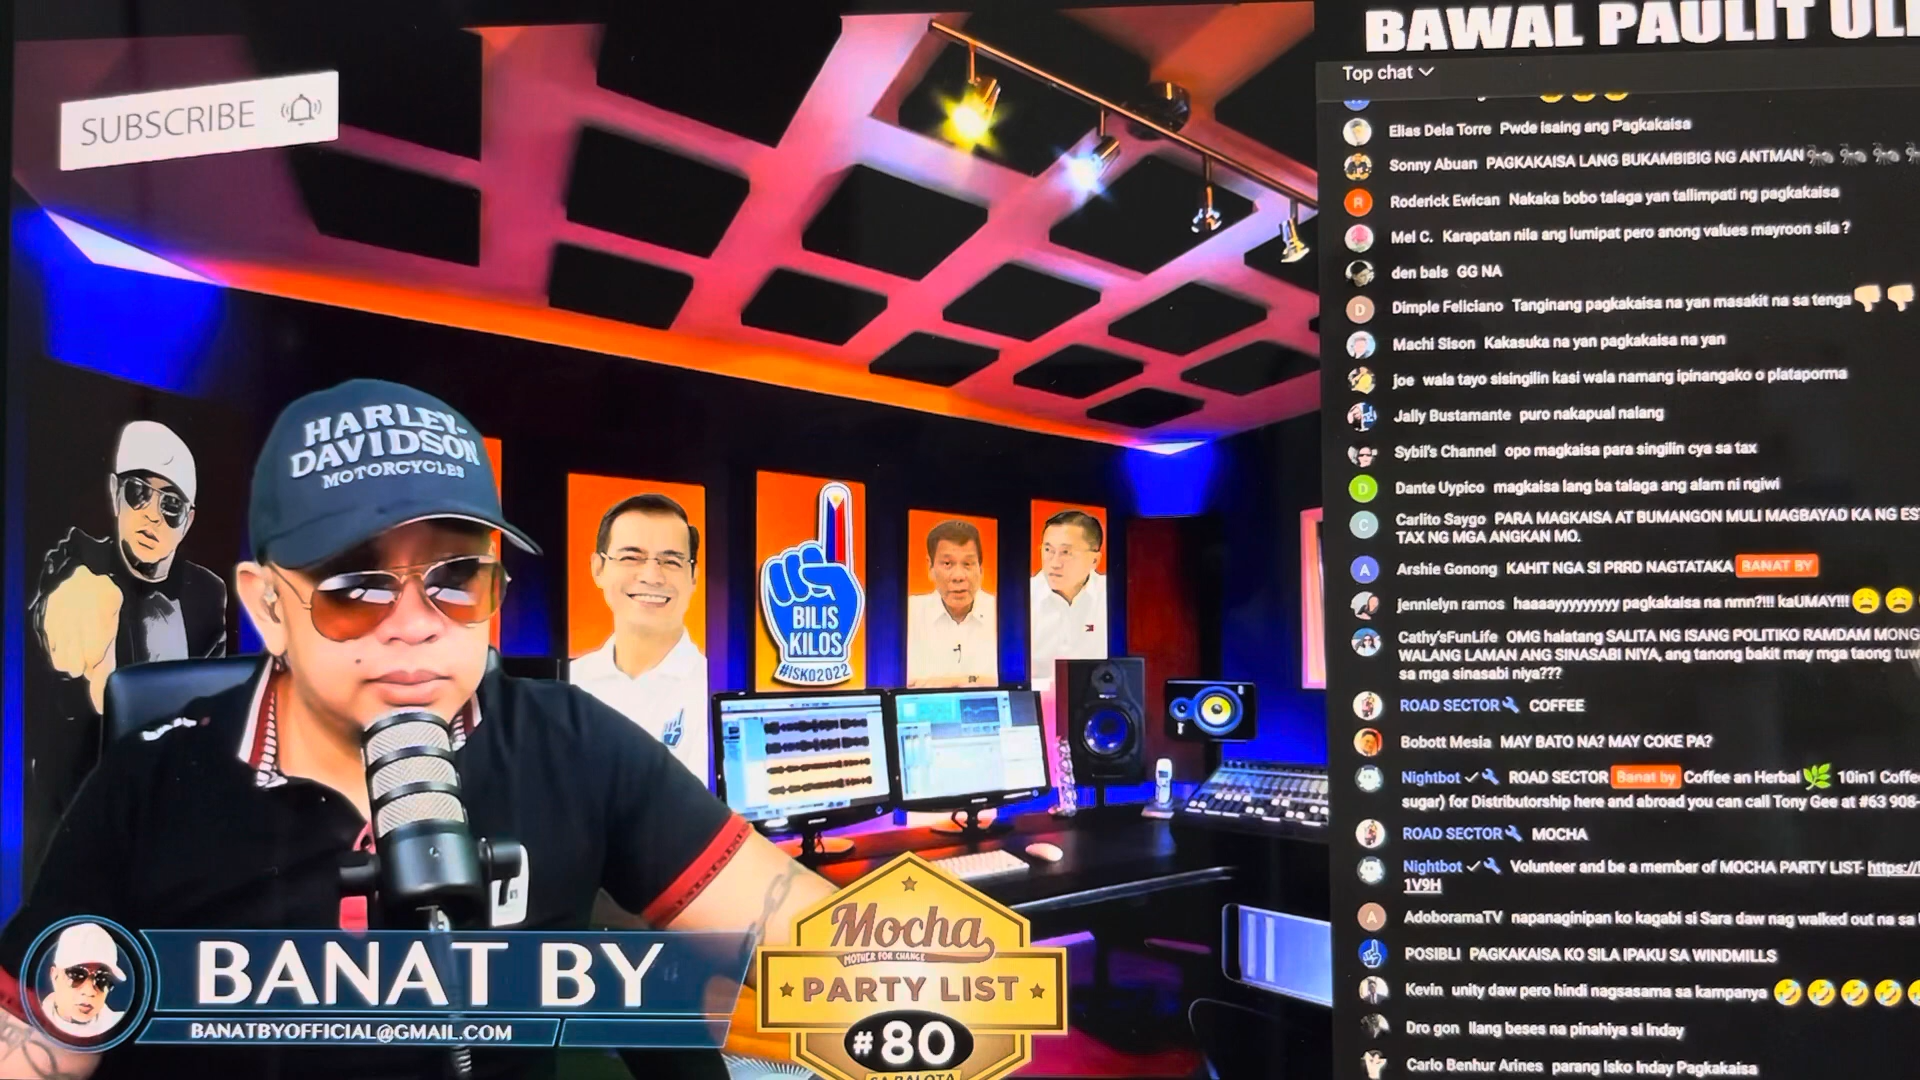 BAWAL PAULIT
SUBSCRIBE
Top chat
Elias Dela Torre Pwde isaing ang Pagkakaisa
Sonny Abuan PAGKAKAISA LANG BUKAMBIBIG NG ANTMAN
R Roderick Ewican Nakaka bobo talaga yan tallimpati ng pagkakaisa
Mel C. Karapatan nila ang lumipat pero anong values mayroon sila ?
den bals GG NA
D Dimple Feliciano Tanginang pagkakaisa na yan masakit na sa tenga
Machi Sison Kakasuka na yan pagkakaisa na yan
joe wala tayo sisingilin kasi wala namang ipinangako o plataporma
Jally Bustamante puro nakapual nalang
Sybil's Channel opo magkaisa para singilin cya sa tax
D Dante Uypico magkaisa lang ba talaga ang alam ni ngiwi
C Carlito Saygo PARA MAGKAISA AT BUMANGON MULI MAGBAYAD KA NG
TAX NG MGA ANGKAN MO.
A Arshie Gonong KAHIT NGA SI PRRD NAGTATAKA BANAT BY
jennielyn ramos haaaayyyyyyyyy pagkakaisa na nmn?!!! kaUMAY!!!
Cathy'sFunLife OMG halatang SALITA NG ISANG POLITIKO RAMDAM MONG
WALANG LAMAN ANG SINASABI NIYA, ang tanong bakit may mga taong
sa mga sinasabi niya???
ROAD SECTOR COFFEE
Bobott Mesia MAY BATO NA? MAY COKE PA?
Nightbot ROAD SECTOR Banat by Coffee an Herbal 10in1
sugar) for Distributorship here and abroad you can call Tony Gee at #63 908-
ROAD SECTOR MOCHA
Nightbot Volunteer and be a member of MOCHA PARTY LIST- https://
1V9H
A AdoboramaTV napanaginipan ko kagabi si Sara daw nag walked out na sa
POSIBLI PAGKAKAISA KO SILA IPAKU SA WINDMILLS
Kevin unity daw pero hindi nagsasama sa kampanya
Dro gon Ilang beses na pinahiya si Inday
Carlo Benhur Arines parang Isko Inday Pagkakaisa
HARLEY-
DAVIDSON
MOTORCYCLES
BILIS
KILOS
#ISKO2022
BANAT BY
BANATBYOFFICIAL@GMAIL.COM
Mocha
MOTHER FOR CHANGE
PARTY LIST
#80
SA BALOTA